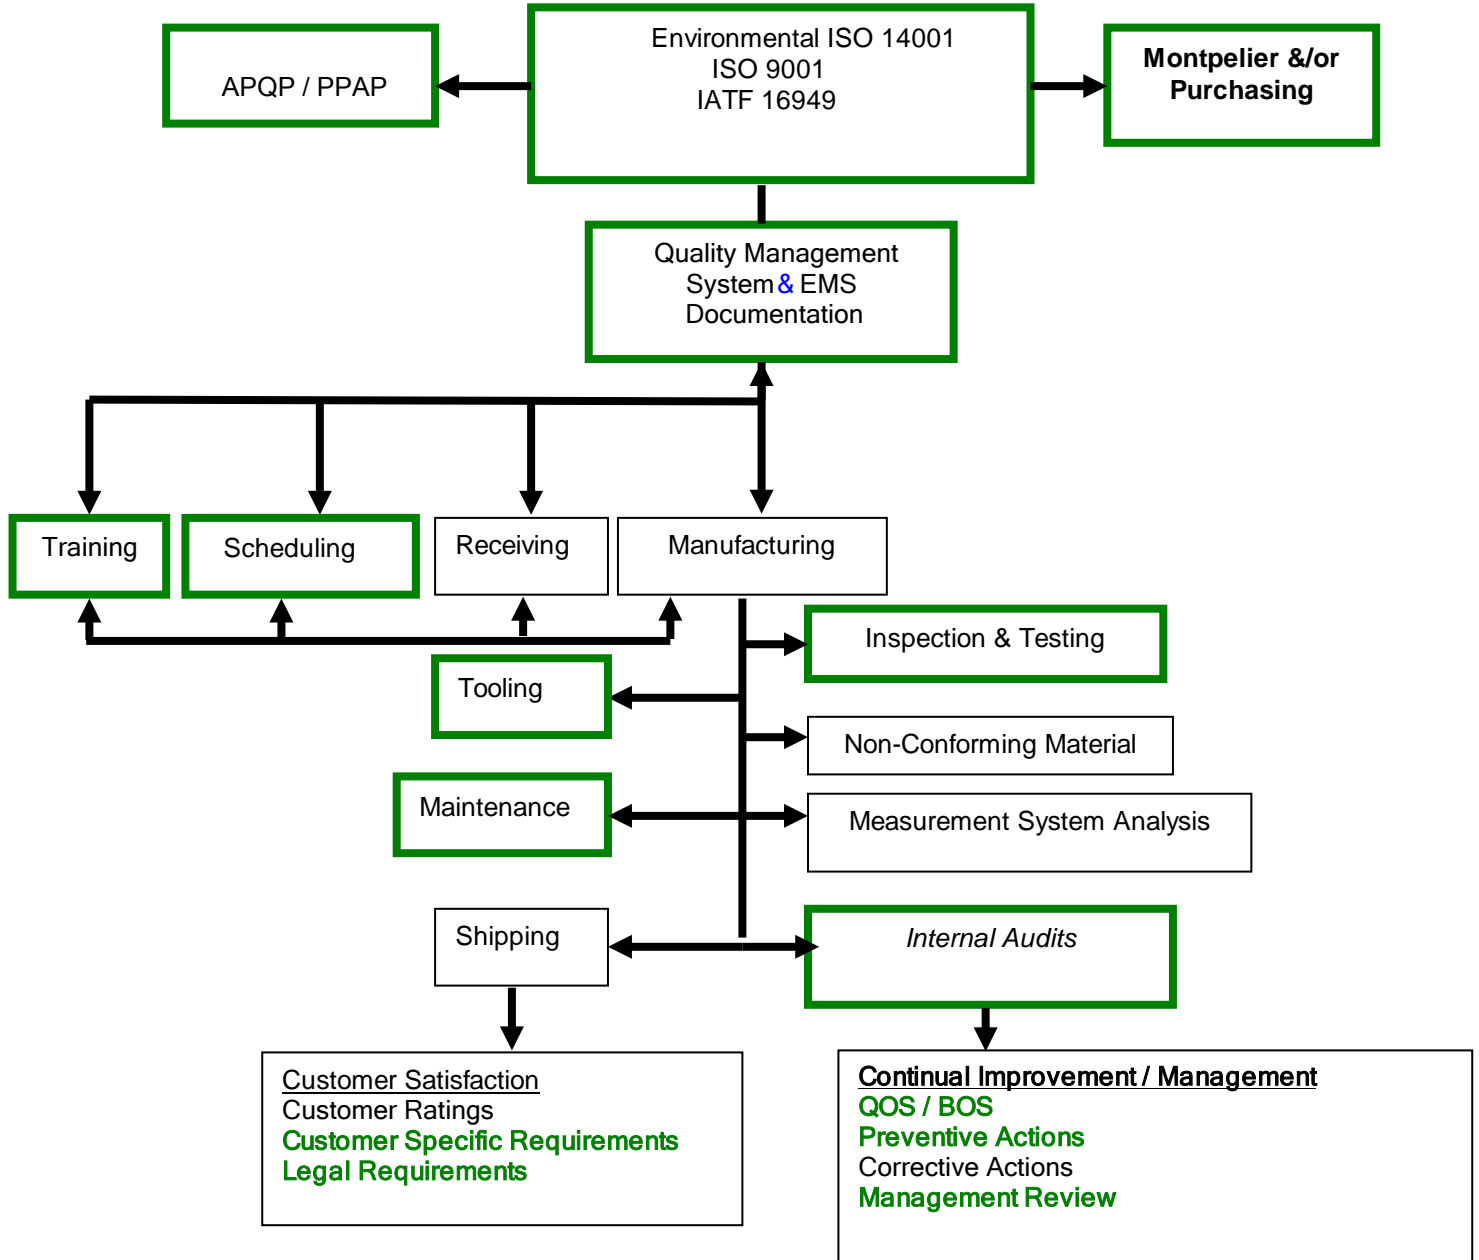 Environmental ISO 14001
ISO 9001
IATF 16949
APQP / PPAP
Montpelier &/or
Purchasing
Quality Management
System & EMS
Documentation
Training
Scheduling
Receiving
Manufacturing
Inspection & Testing
Tooling
Non-Conforming Material
Maintenance
Measurement System Analysis
Shipping
Internal Audits
Customer Satisfaction
Customer Ratings
Customer Specific Requirements
Legal Requirements
Continual Improvement / Management
QOS / BOS
Preventive Actions
Corrective Actions
Management Review